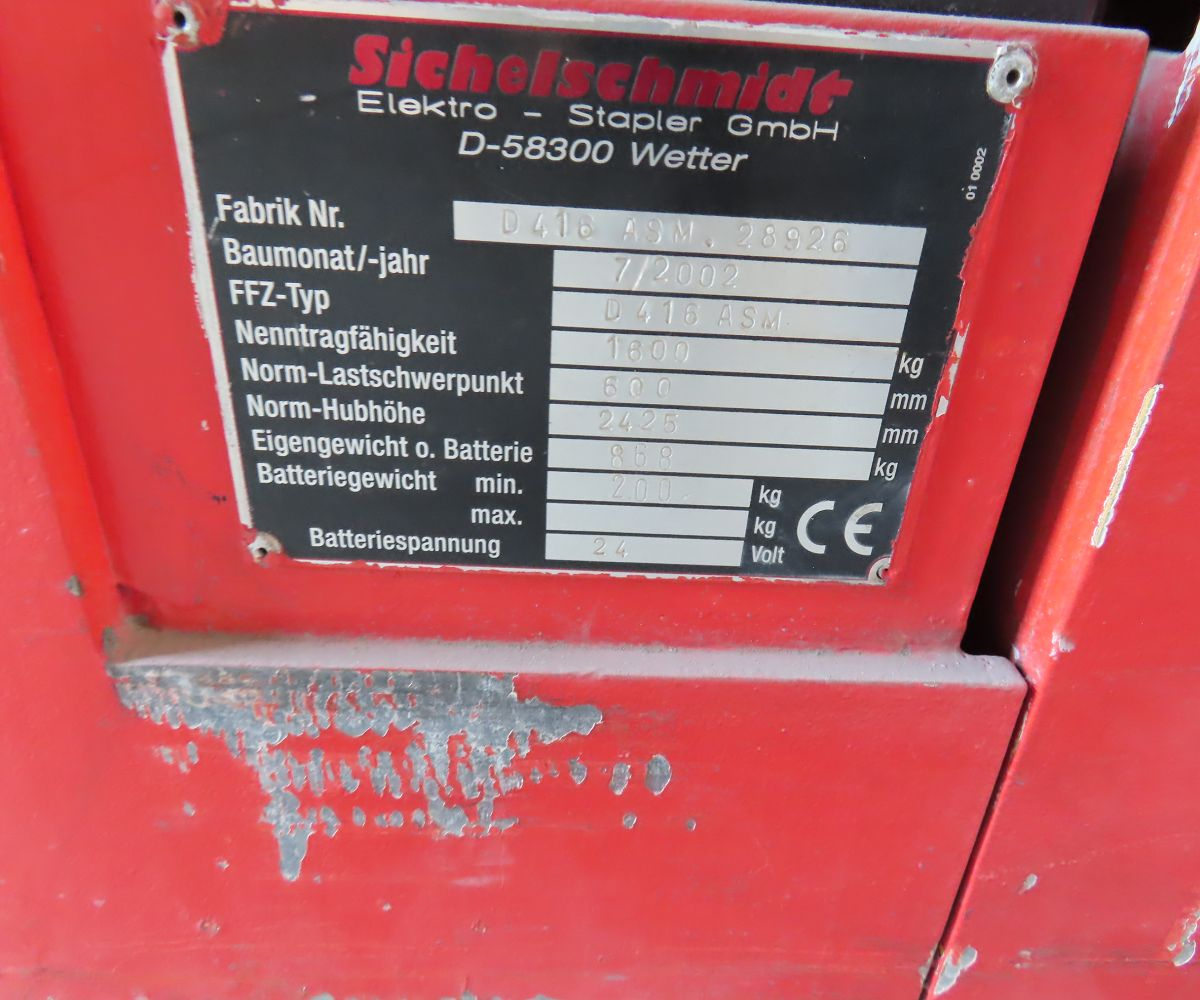 Sichelschmidt
Elektro - Stapler GmbH
D-58300 Wetter
01 0002
Fabrik Nr. D 416 ASM. 28926
Baumonat/-jahr 7/2002
FFZ-Typ D 416 ASM
Nenntragfähigkeit 1600 kg
Norm-Lastschwerpunkt 600 mm
Norm-Hubhöhe 2425 mm
Eigengewicht o. Batterie 868 kg
Batteriegewicht min. 200 kg
max. kg
Batteriespannung 24 Volt
CE